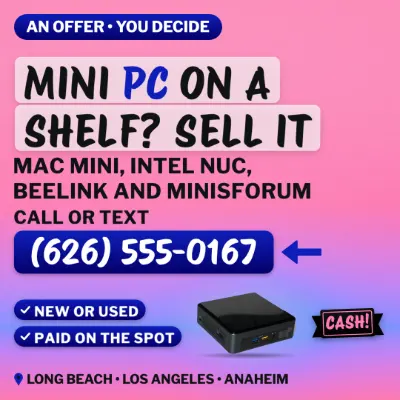 AN OFFER • YOU DECIDE
MINI PC ON A
SHELF? SELL IT
MAC MINI, INTEL NUC,
BEELINK AND MINISFORUM
CALL OR TEXT
(626) 555-0167
NEW OR USED
PAID ON THE SPOT
CASH!
LONG BEACH • LOS ANGELES • ANAHEIM